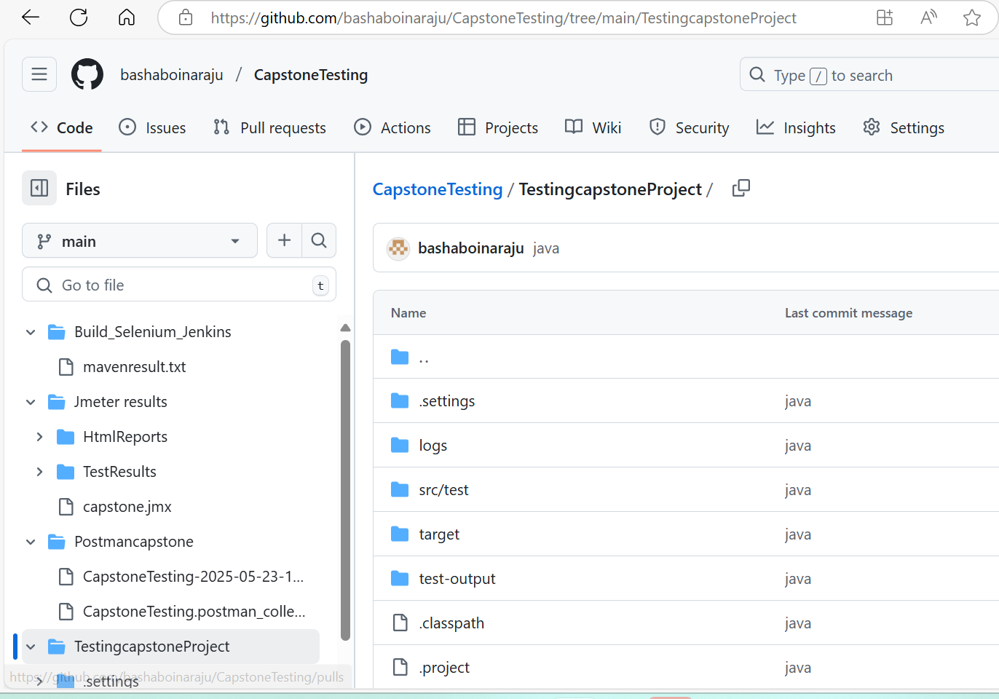 https://github.com/bashaboinaraju/CapstoneTesting/tree/main/TestingcapstoneProject
bashaboinaraju / CapstoneTesting
Type / to search
Code Issues Pull requests Actions Projects Wiki Security Insights Settings
Files
main
Go to file t
Build_Selenium_Jenkins
mavenresult.txt
Jmeter results
HtmlReports
TestResults
capstone.jmx
Postmancapstone
CapstoneTesting-2025-05-23-1...
CapstoneTesting.postman_colle...
TestingcapstoneProject
.settings
https://github.com/bashaboinaraju/CapstoneTesting/pulls
CapstoneTesting / TestingcapstoneProject /
bashaboinaraju java
Name Last commit message
..
.settings java
logs java
src/test java
target java
test-output java
.classpath java
.project java